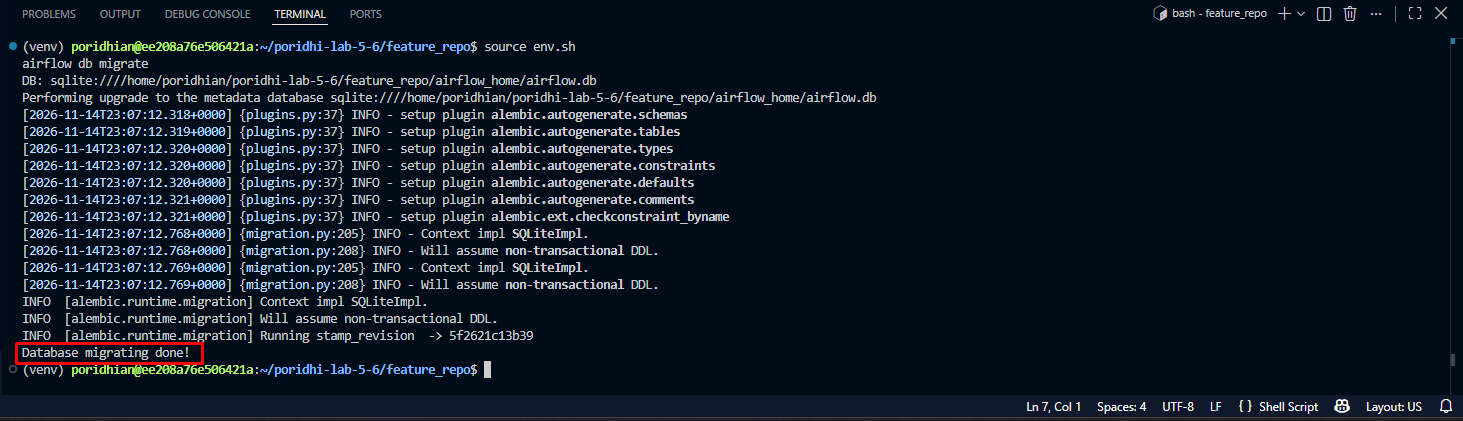 PROBLEMS OUTPUT DEBUG CONSOLE TERMINAL PORTS bash - feature_repo
(venv) poridhian@ee208a76e506421a:~/poridhi-lab-5-6/feature_repo$ source env.sh
airflow db migrate
DB: sqlite:////home/poridhian/poridhi-lab-5-6/feature_repo/airflow_home/airflow.db
Performing upgrade to the metadata database sqlite:////home/poridhian/poridhi-lab-5-6/feature_repo/airflow_home/airflow.db
[2026-11-14T23:07:12.318+0000] {plugins.py:37} INFO - setup plugin alembic.autogenerate.schemas
[2026-11-14T23:07:12.319+0000] {plugins.py:37} INFO - setup plugin alembic.autogenerate.tables
[2026-11-14T23:07:12.320+0000] {plugins.py:37} INFO - setup plugin alembic.autogenerate.types
[2026-11-14T23:07:12.320+0000] {plugins.py:37} INFO - setup plugin alembic.autogenerate.constraints
[2026-11-14T23:07:12.320+0000] {plugins.py:37} INFO - setup plugin alembic.autogenerate.defaults
[2026-11-14T23:07:12.321+0000] {plugins.py:37} INFO - setup plugin alembic.autogenerate.comments
[2026-11-14T23:07:12.321+0000] {plugins.py:37} INFO - setup plugin alembic.ext.checkconstraint_byname
[2026-11-14T23:07:12.768+0000] {migration.py:205} INFO - Context impl SQLiteImpl.
[2026-11-14T23:07:12.768+0000] {migration.py:208} INFO - Will assume non-transactional DDL.
[2026-11-14T23:07:12.769+0000] {migration.py:205} INFO - Context impl SQLiteImpl.
[2026-11-14T23:07:12.769+0000] {migration.py:208} INFO - Will assume non-transactional DDL.
INFO  [alembic.runtime.migration] Context impl SQLiteImpl.
INFO  [alembic.runtime.migration] Will assume non-transactional DDL.
INFO  [alembic.runtime.migration] Running stamp_revision  -> 5f2621c13b39
Database migrating done!
(venv) poridhian@ee208a76e506421a:~/poridhi-lab-5-6/feature_repo$
Ln 7, Col 1 Spaces: 4 UTF-8 LF { } Shell Script Layout: US